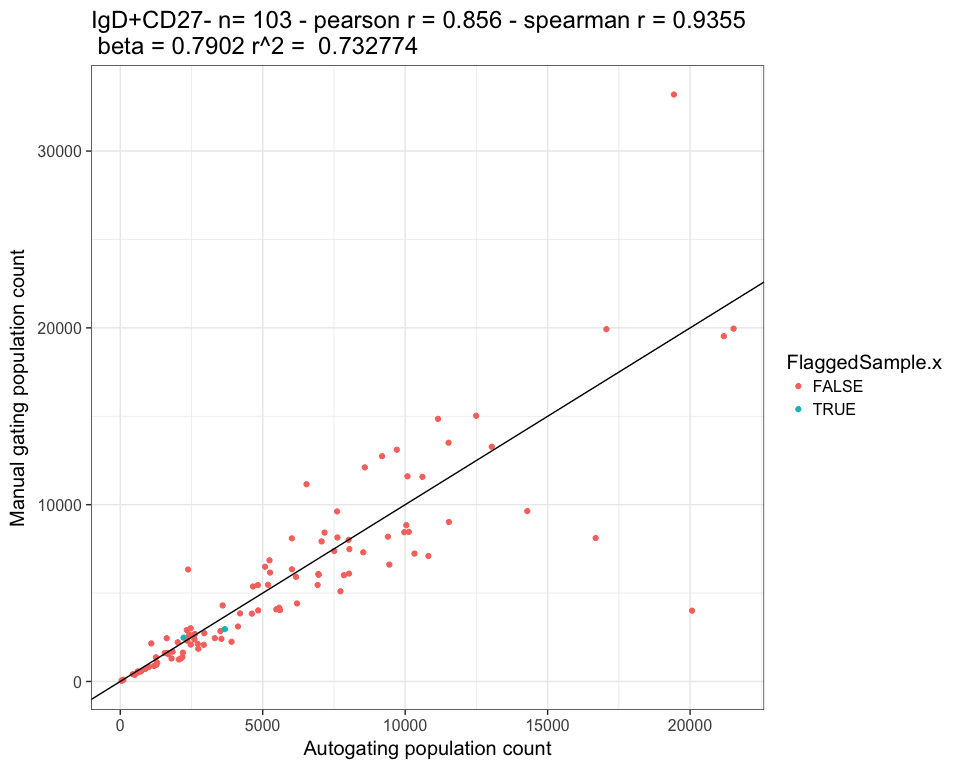 IgD+CD27- n= 103 - pearson r = 0.856 - spearman r = 0.9355
beta = 0.7902 r^2 =  0.732774
30000
20000
10000
0
Manual gating population count
0
5000
10000
15000
20000
Autogating population count
FlaggedSample.x
FALSE
TRUE